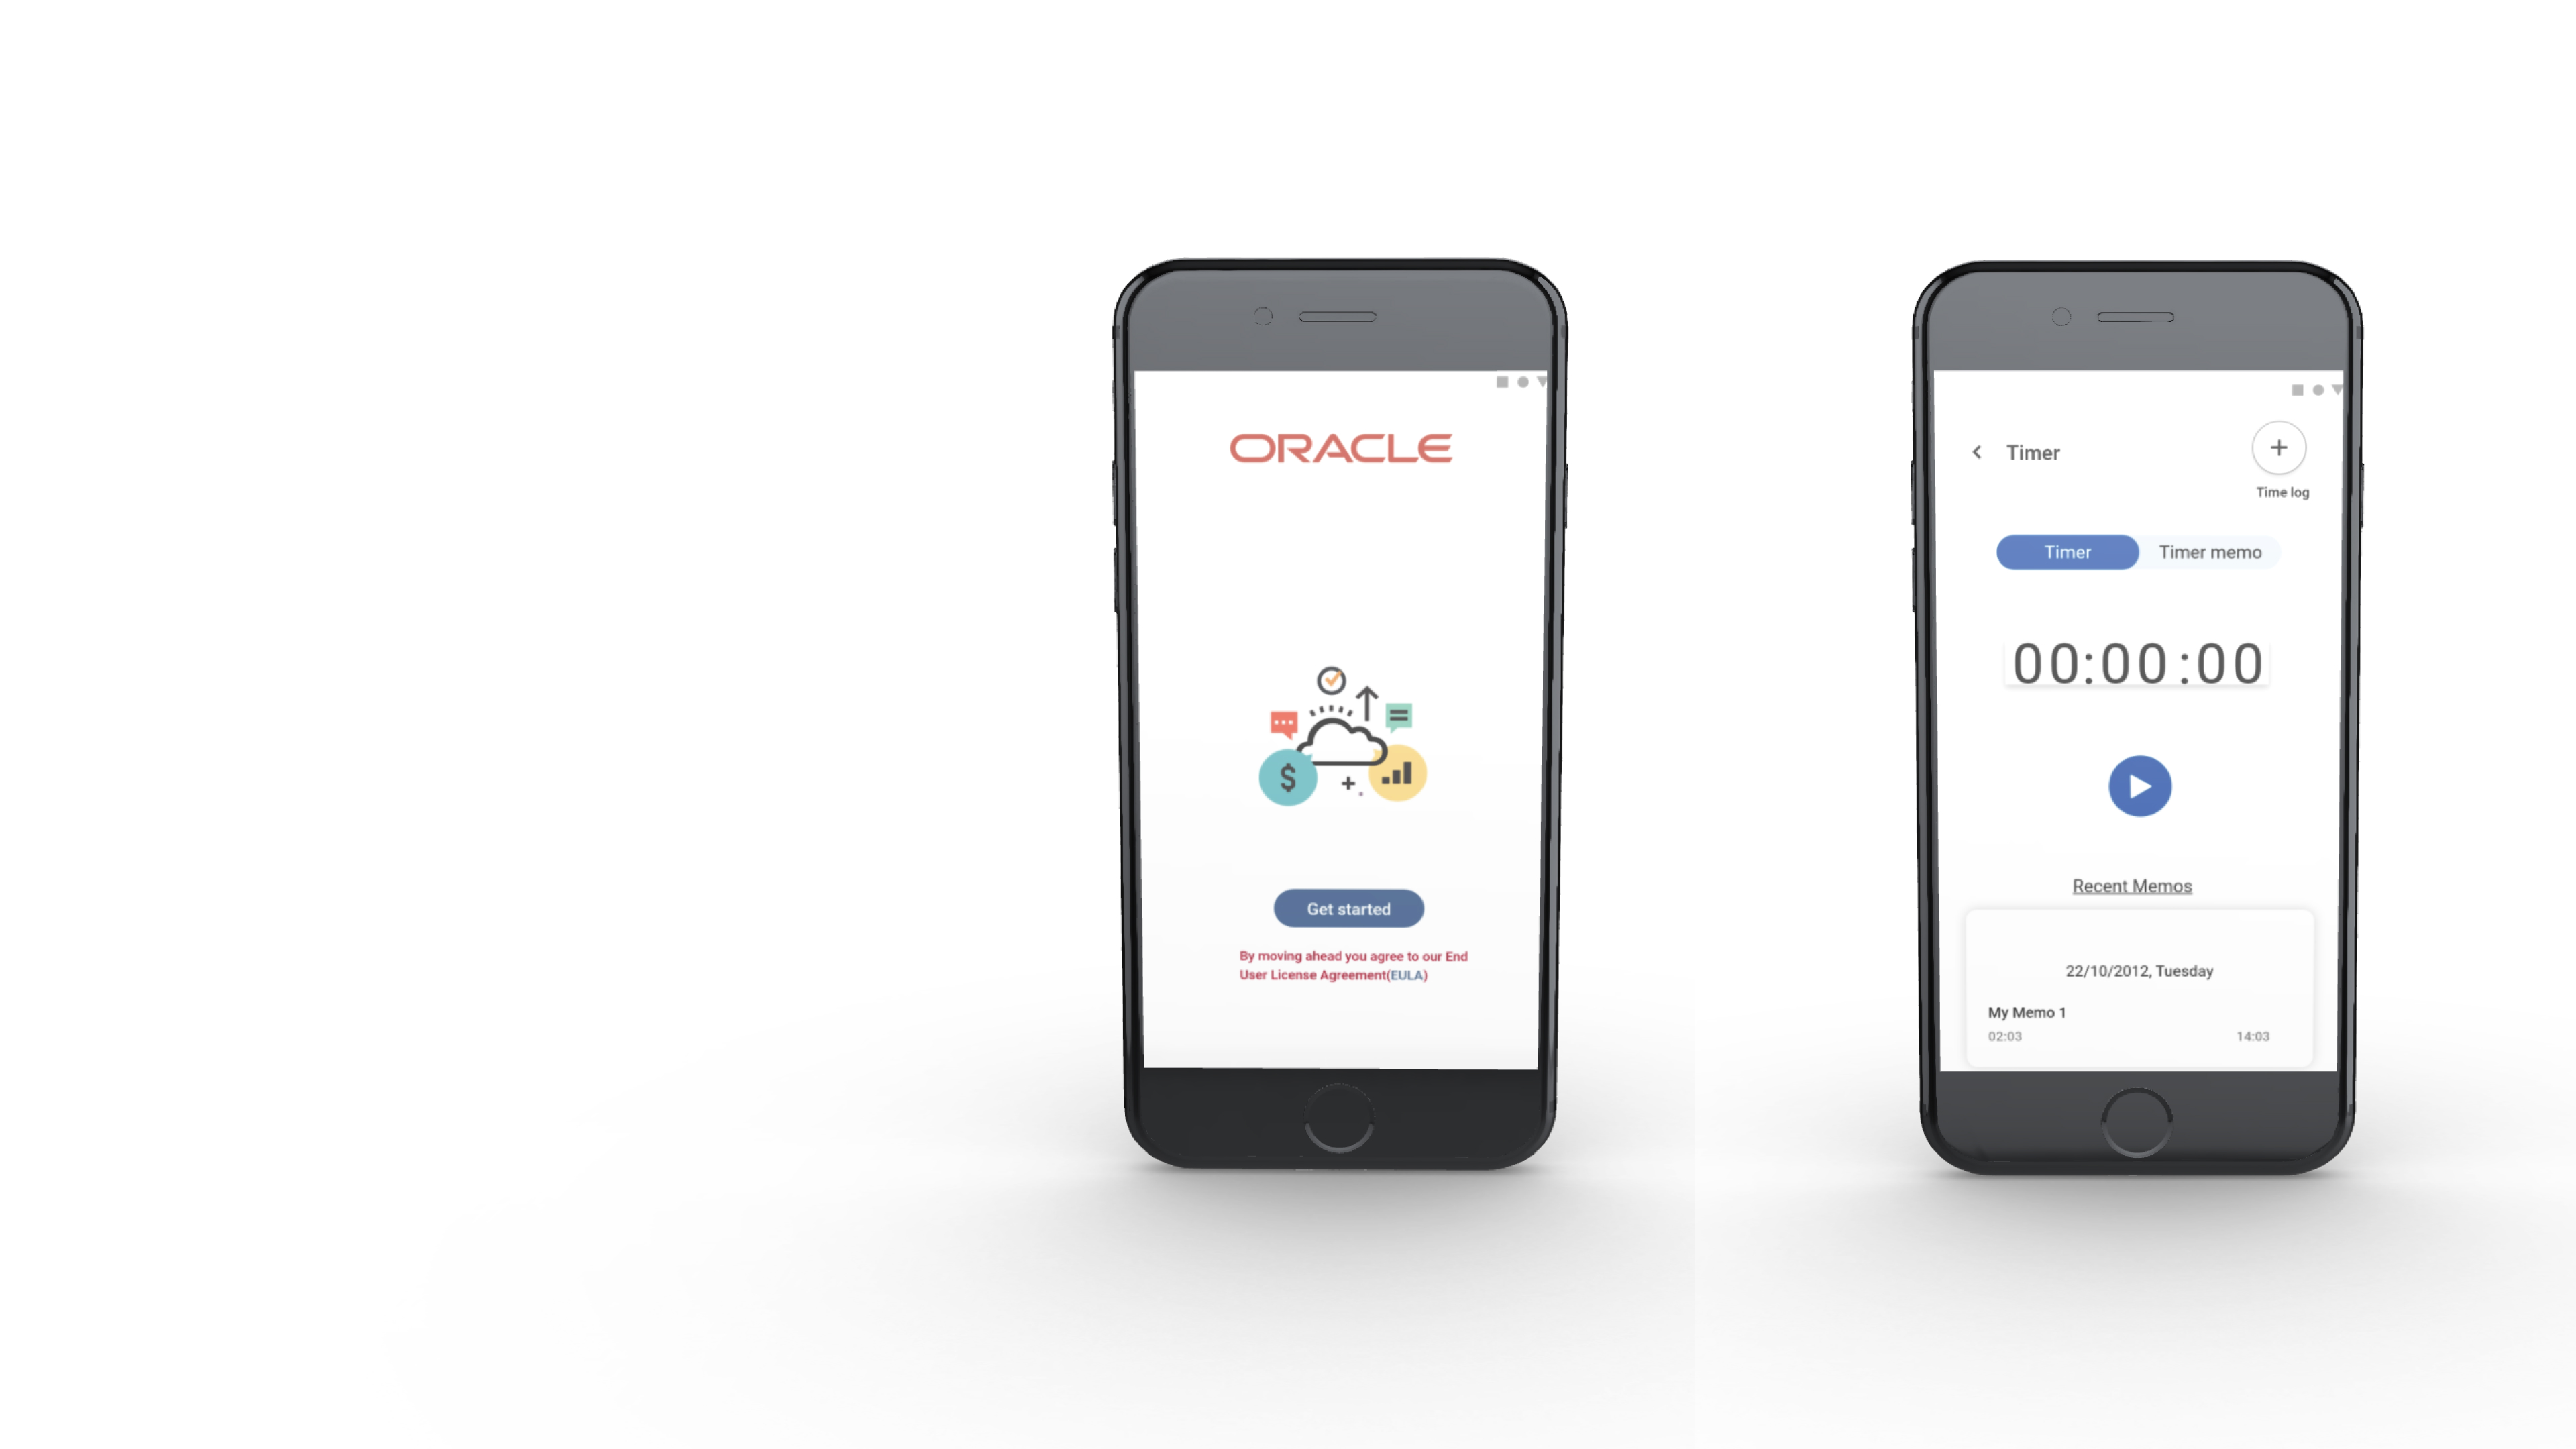 ORACLE
$
Get started
By moving ahead you agree to our End
User License Agreement(EULA)
Timer
Time log
Timer
Timer memo
00:00:00
Recent Memos
22/10/2012, Tuesday
My Memo 1
02:03
14:03